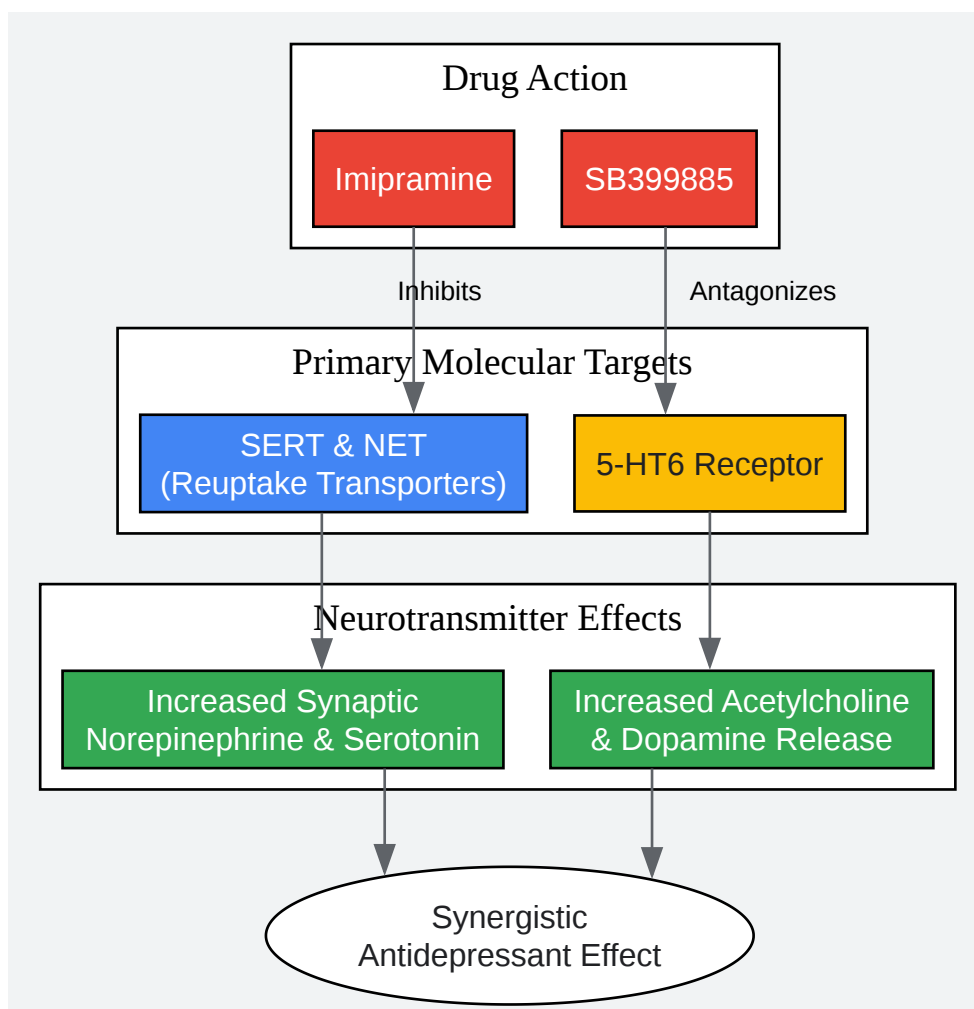 Drug Action
Imipramine
SB399885
Inhibits
Antagonizes
Primary Molecular Targets
SERT & NET
(Reuptake Transporters)
5-HT6 Receptor
Neurotransmitter Effects
Increased Synaptic
Norepinephrine & Serotonin
Increased Acetylcholine
& Dopamine Release
Synergistic
Antidepressant Effect